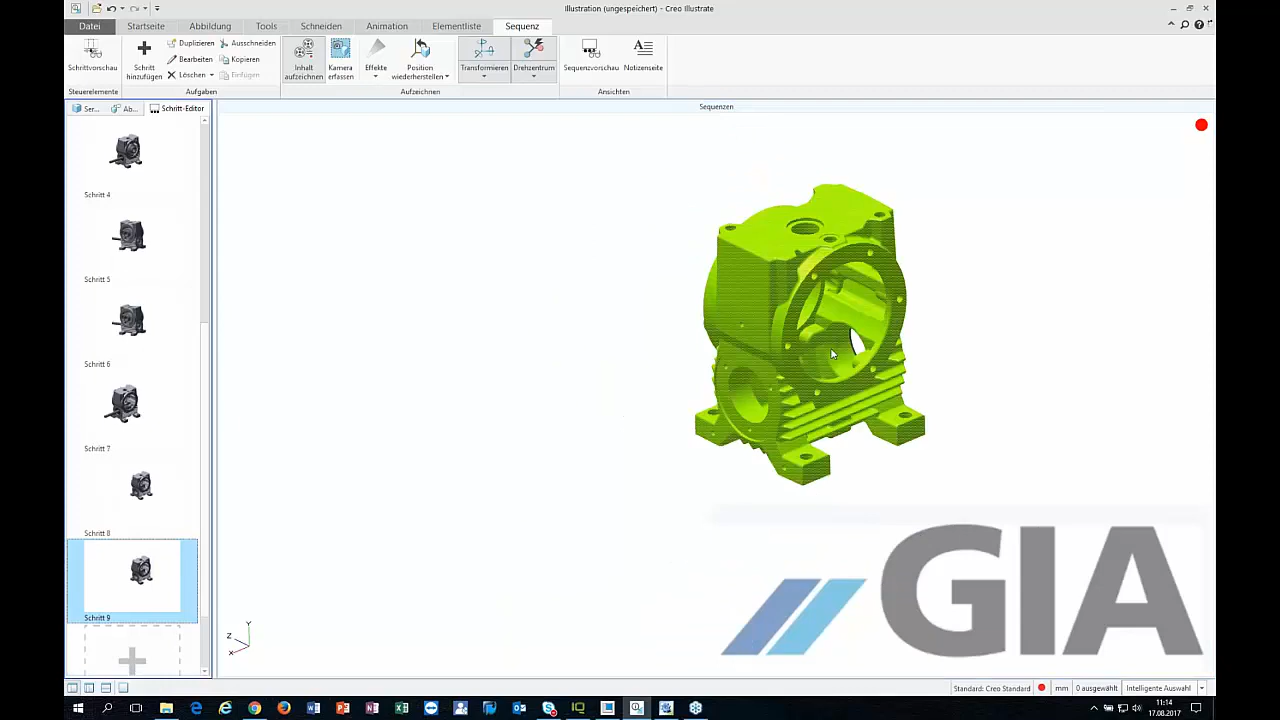 Illustration (ungespeichert) - Creo Illustrate
Datei
Startseite
Abbildung
Tools
Schneiden
Animation
Elementliste
Sequenz
Schrittvorschau
Schritt hinzufügen
Duplizieren
Bearbeiten
Löschen
Ausschneiden
Kopieren
Einfügen
Inhalt aufzeichnen
Kamera erfassen
Effekte
Position wiederherstellen
Transformieren
Drehzentrum
Sequenzvorschau
Notizenseite
Steuerelemente
Aufgaben
Aufzeichnen
Ansichten
Ser...
Ab...
Schritt-Editor
Sequenzen
Schritt 4
Schritt 5
Schritt 6
Schritt 7
Schritt 8
Schritt 9
Y
Z
X
GIA
Standard: Creo Standard
mm
0 ausgewählt
Intelligente Auswahl
11:14
17.08.2017